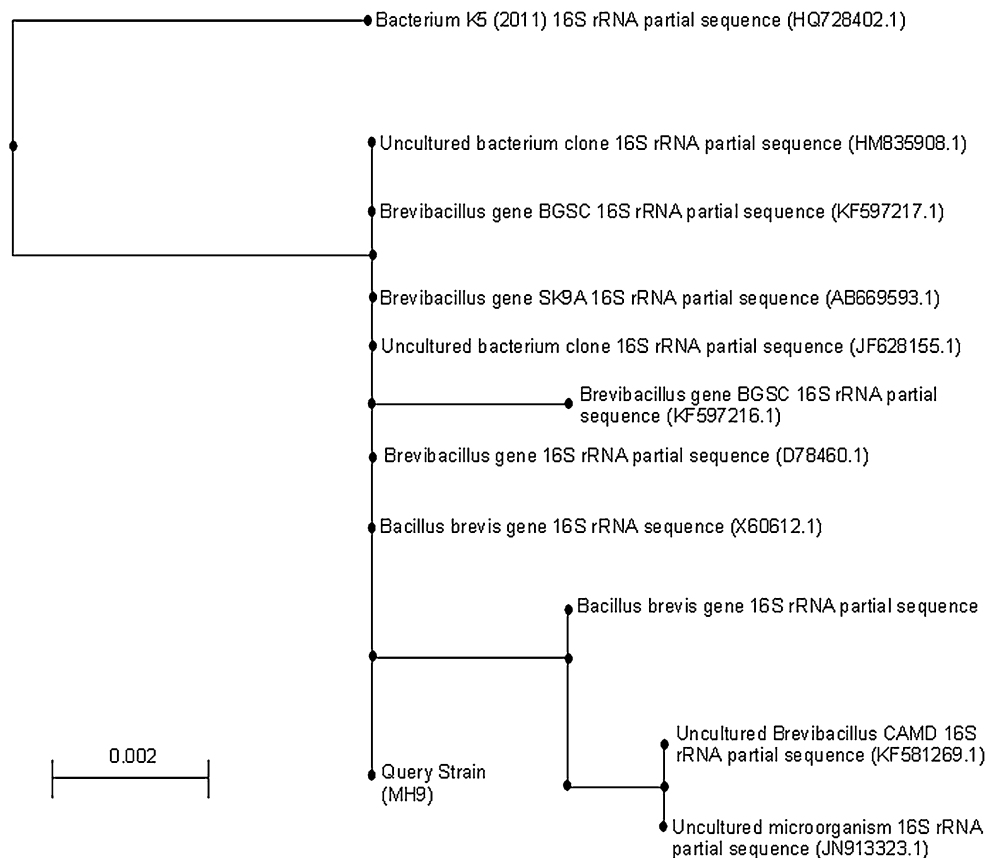 Bacterium K5 (2011) 16S rRNA partial sequence (HQ728402.1)
Uncultured bacterium clone 16S rRNA partial sequence (HM835908.1)
Brevibacillus gene BGSC 16S rRNA partial sequence (KF597217.1)
Brevibacillus gene SK9A 16S rRNA partial sequence (AB669593.1)
Uncultured bacterium clone 16S rRNA partial sequence (JF628155.1)
Brevibacillus gene BGSC 16S rRNA partial
sequence (KF597216.1)
Brevibacillus gene 16S rRNA partial sequence (D78460.1)
Bacillus brevis gene 16S rRNA sequence (X60612.1)
Bacillus brevis gene 16S rRNA partial sequence
Uncultured Brevibacillus CAMD 16S
rRNA partial sequence (KF581269.1)
0.002
Query Strain
(MH9)
Uncultured microorganism 16S rRNA
partial sequence (JN913323.1)